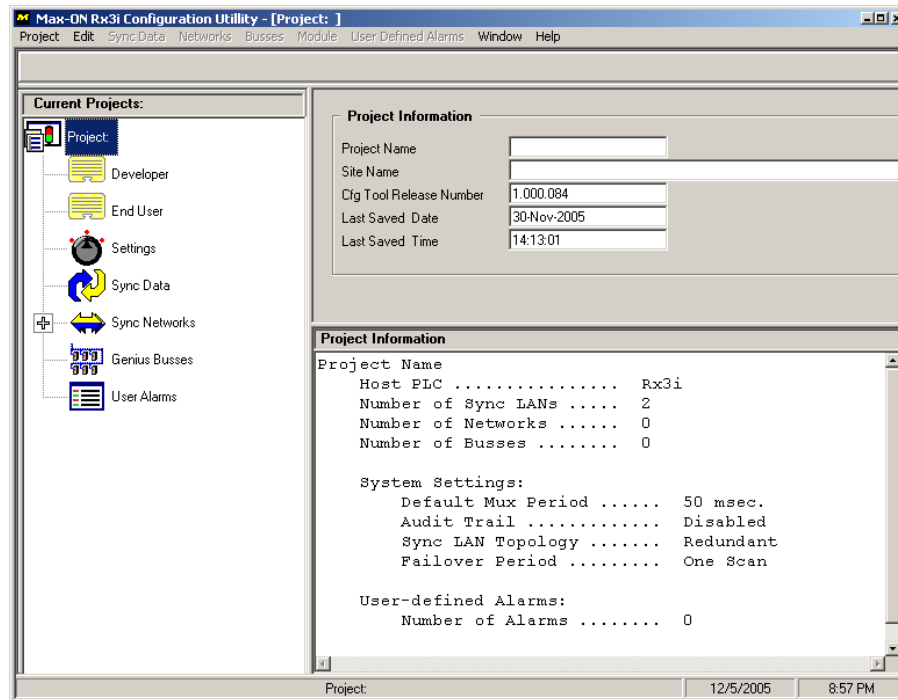 Max-ON Rx3i Configuration Utillity - [Project: ]
Project Edit Sync Data Networks Busses Module User Defined Alarms Window Help
Current Projects:
Project:
Developer
End User
Settings
Sync Data
Sync Networks
Genius Busses
User Alarms
Project Information
Project Name
Site Name
Cfg Tool Release Number 1.000.084
Last Saved Date 30-Nov-2005
Last Saved Time 14:13:01
Project Information
Project Name
Host PLC ................ Rx3i
Number of Sync LANs ..... 2
Number of Networks ...... 0
Number of Busses ........ 0
System Settings:
Default Mux Period ...... 50 msec.
Audit Trail ............. Disabled
Sync LAN Topology ....... Redundant
Failover Period ......... One Scan
User-defined Alarms:
Number of Alarms ........ 0
Project: 12/5/2005 8:57 PM